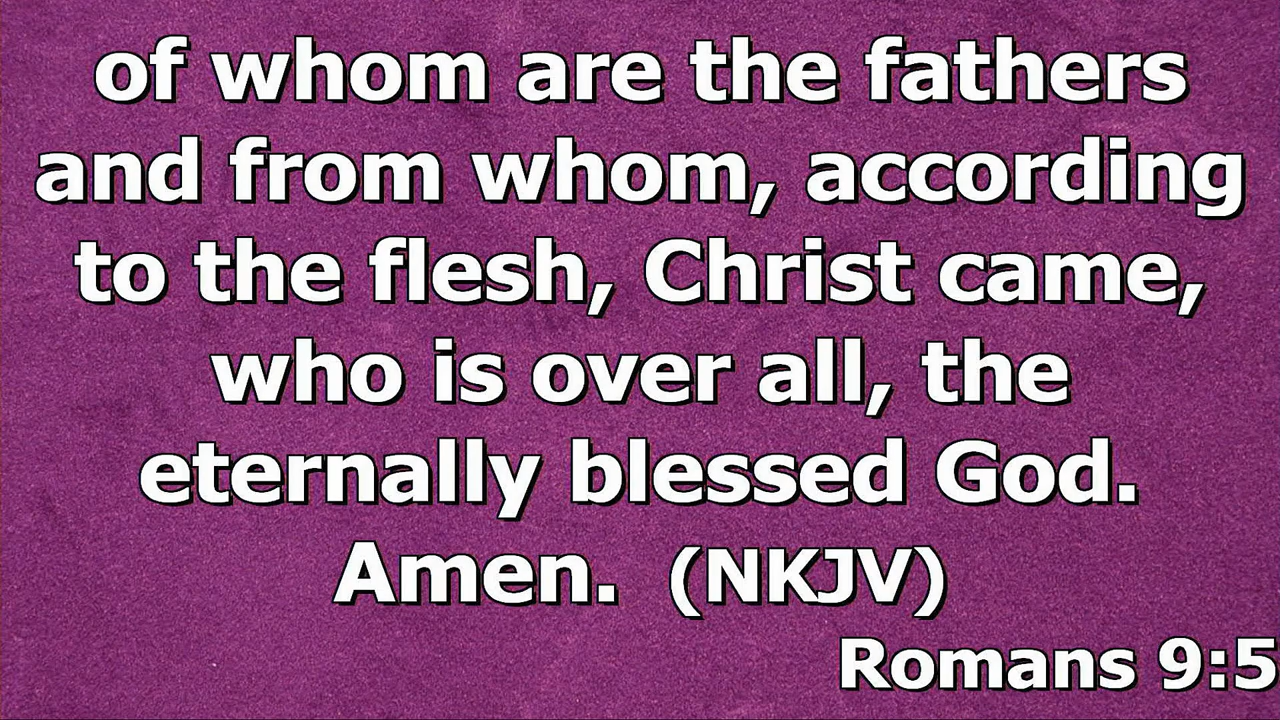 of whom are the fathers
and from whom, according
to the flesh, Christ came,
who is over all, the
eternally blessed God.
Amen. (NKJV)
Romans 9:5